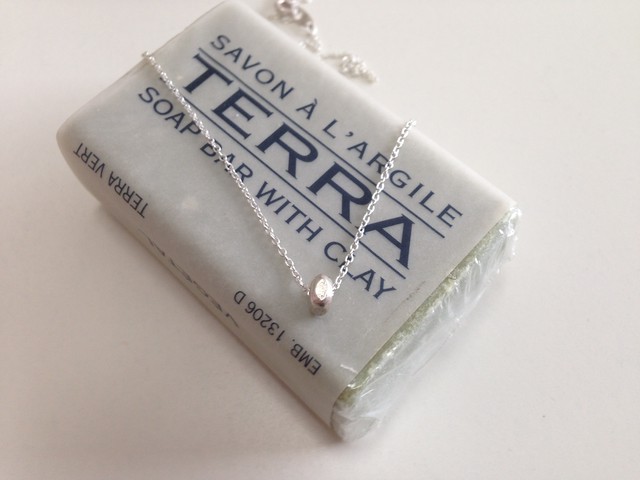 SAVON À L'ARGILE
TERRA
SOAP BAR WITH CLAY
TERRA VERT
EMB. 13206 D